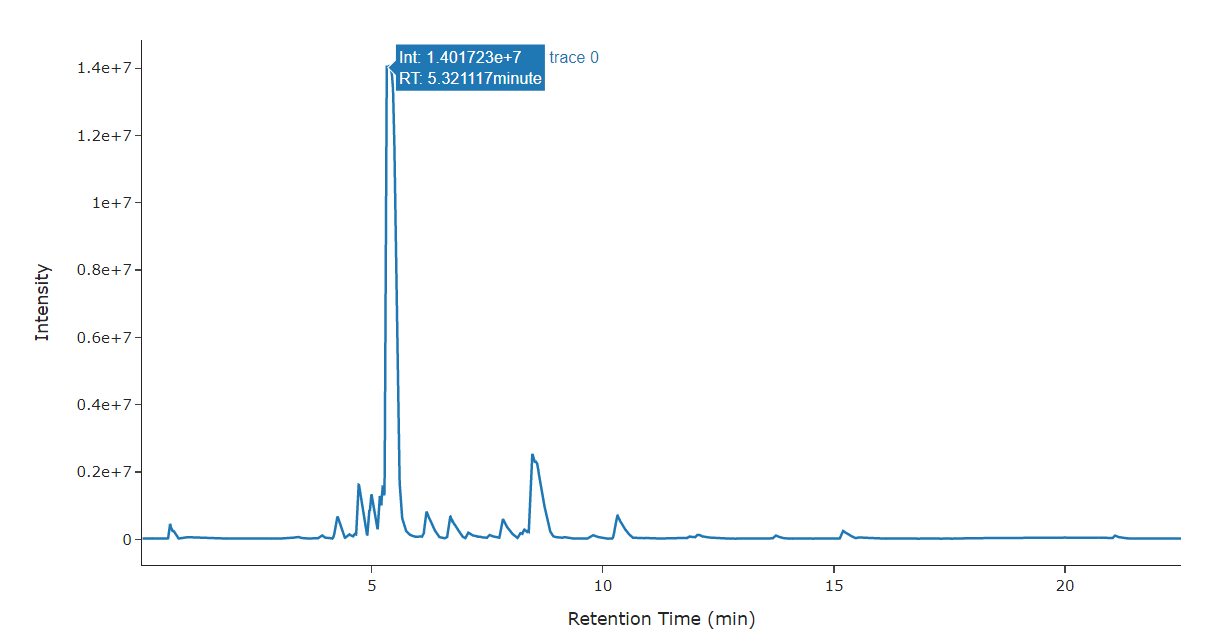 Int: 1.401723e+7 trace 0
RT: 5.321117minute
1.4e+7
1.2e+7
1e+7
0.8e+7
0.6e+7
0.4e+7
0.2e+7
0
Intensity
5 10 15 20
Retention Time (min)